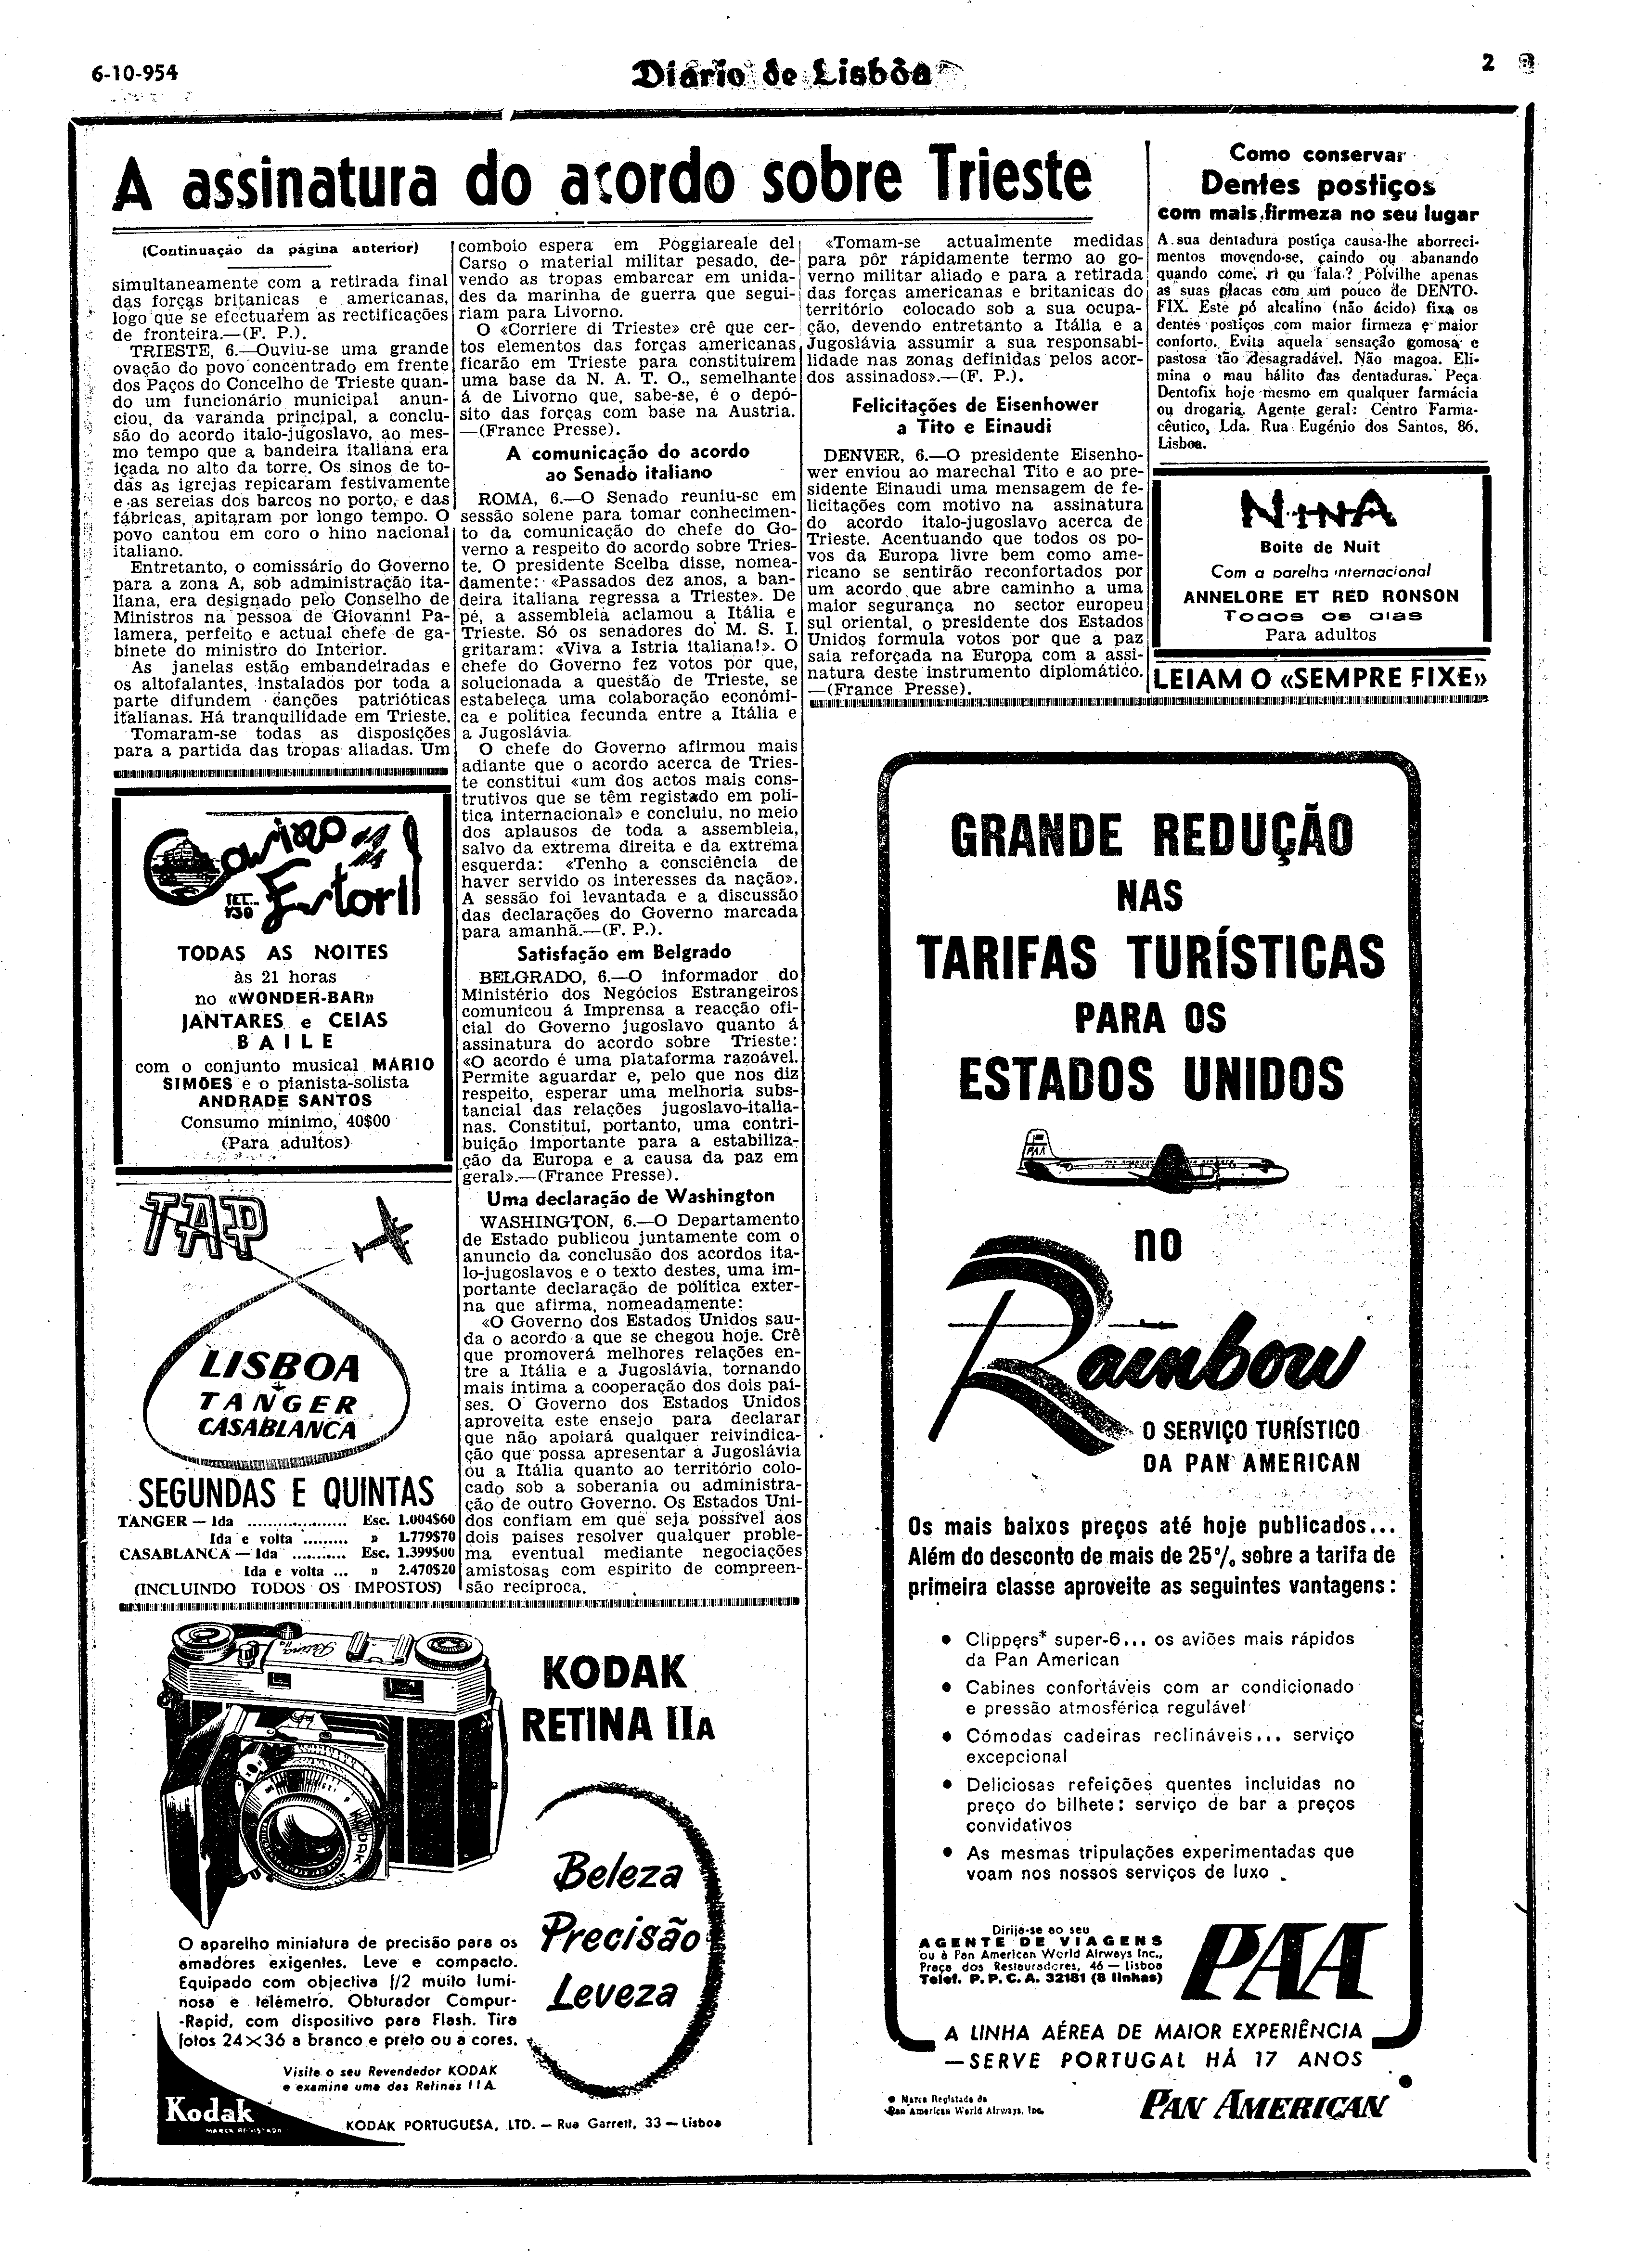 6-10-954
Diário de Lisbôa
2
A assinatura do acordo sobre Trieste
(Continuação da página anterior)
simultaneamente com a retirada final
das forças britanicas e americanas,
logo que se efectuarem as rectificações
de fronteira.—(F. P.).
TRIESTE, 6.—Ouviu-se uma grande
ovação do povo concentrado em frente
dos Paços do Concelho de Trieste quan-
do um funcionário municipal anun-
ciou, da varanda principal, a conclu-
são do acordo italo-jugoslavo, ao mes-
mo tempo que a bandeira italiana era
içada no alto da torre. Os sinos de to-
das as igrejas repicaram festivamente
e as sereias dos barcos no porto, e das
fábricas, apitaram por longo tempo. O
povo cantou em coro o hino nacional
italiano.
Entretanto, o comissário do Governo
para a zona A, sob administração ita-
liana, era designado pelo Conselho de
Ministros na pessoa de Giovanni Pa-
lamera, perfeito e actual chefe de ga-
binete do ministro do Interior.
As janelas estão embandeiradas e
os altofalantes, instalados por toda a
parte difundem canções patrióticas
italianas. Há tranquilidade em Trieste.
Tomaram-se todas as disposições
para a partida das tropas aliadas. Um
comboio espera em Poggiareale del
Carso o material militar pesado, de-
vendo as tropas embarcar em unida-
des da marinha de guerra que segui-
riam para Livorno.
O «Corriere di Trieste» crê que cer-
tos elementos das forças americanas
ficarão em Trieste para constituirem
uma base da N. A. T. O., semelhante
á de Livorno que, sabe-se, é o depó-
sito das forças com base na Austria.
—(France Presse).
A comunicação do acordo
ao Senado italiano
ROMA, 6.—O Senado reuniu-se em
sessão solene para tomar conhecimen-
to da comunicação do chefe do Go-
verno a respeito do acordo sobre Tries-
te. O presidente Scelba disse, nomea-
damente: «Passados dez anos, a ban-
deira italiana regressa a Trieste». De
pé, a assembleia aclamou a Itália e
Trieste. Só os senadores do M. S. I.
gritaram: «Viva a Istria italiana!». O
chefe do Governo fez votos por que,
solucionada a questão de Trieste, se
estabeleça uma colaboração económi-
ca e politica fecunda entre a Itália e
a Jugoslávia.
O chefe do Governo afirmou mais
adiante que o acordo acerca de Tries-
te constitui «um dos actos mais cons-
trutivos que se têm registado em poli-
tica internacional» e concluiu, no meio
dos aplausos de toda a assembleia,
salvo da extrema direita e da extrema
esquerda: «Tenho a consciência de
haver servido os interesses da nação».
A sessão foi levantada e a discussão
das declarações do Governo marcada
para amanhã.—(F. P.).
Satisfação em Belgrado
BELGRADO, 6.—O informador do
Ministério dos Negócios Estrangeiros
comunicou á Imprensa a reacção ofi-
cial do Governo jugoslavo quanto á
assinatura do acordo sobre Trieste:
«O acordo é uma plataforma razoável.
Permite aguardar e, pelo que nos diz
respeito, esperar uma melhoria subs-
tancial das relações jugoslavo-italia-
nas. Constitui, portanto, uma contri-
buição importante para a estabiliza-
ção da Europa e a causa da paz em
geral».—(France Presse).
Uma declaração de Washington
WASHINGTON, 6.—O Departamento
de Estado publicou juntamente com o
anuncio da conclusão dos acordos ita-
lo-jugoslavos e o texto destes, uma im-
portante declaração de política exter-
na que afirma, nomeadamente:
«O Governo dos Estados Unidos sau-
da o acordo a que se chegou hoje. Crê
que promoverá melhores relações en-
tre a Itália e a Jugoslávia, tornando
mais íntima a cooperação dos dois paí-
ses. O Governo dos Estados Unidos
aproveita este ensejo para declarar
que não apoiará qualquer reivindica-
ção que possa apresentar a Jugoslávia
ou a Itália quanto ao território colo-
cado sob a soberania ou administra-
ção de outro Governo. Os Estados Uni-
dos confiam em que seja possível aos
dois países resolver qualquer proble-
ma eventual mediante negociações
amistosas com espirito de compreen-
são recíproca.
«Tomam-se actualmente medidas
para pôr rápidamente termo ao go-
verno militar aliado e para a retirada
das forças americanas e britanicas do
território colocado sob a sua ocupa-
ção, devendo entretanto a Itália e a
Jugoslávia assumir a sua responsabi-
lidade nas zonas definidas pelos acor-
dos assinados».—(F. P.).
Felicitações de Eisenhower
a Tito e Einaudi
DENVER, 6.—O presidente Eisenho-
wer enviou ao marechal Tito e ao pre-
sidente Einaudi uma mensagem de fe-
licitações com motivo na assinatura
do acordo italo-jugoslavo acerca de
Trieste. Acentuando que todos os po-
vos da Europa livre bem como ame-
ricano se sentirão reconfortados por
um acordo que abre caminho a uma
maior segurança no sector europeu
sul oriental, o presidente dos Estados
Unidos formula votos por que a paz
saia reforçada na Europa com a assi-
natura deste instrumento diplomático.
—(France Presse).
Como conservar
Dentes postiços
com mais firmeza no seu lugar
A sua dentadura postiça causa-lhe aborreci-
mentos movendo-se, caindo ou abanando
quando come, ri ou fala? Polvilhe apenas
as suas placas com um pouco de DENTO-
FIX. Este pó alcalino (não ácido) fixa os
dentes postiços com maior firmeza e maior
conforto. Evita aquela sensação gomosa e
pastosa tão desagradável. Não magoa. Eli-
mina o mau hálito das dentaduras. Peça
Dentofix hoje mesmo em qualquer farmácia
ou drogaria. Agente geral: Centro Farma-
cêutico, Lda. Rua Eugénio dos Santos, 86.
Lisboa.
NINA
Boite de Nuit
Com a parelha internacional
ANNELORE ET RED RONSON
Todos os dias
Para adultos
LEIAM O «SEMPRE FIXE»
Casino
Estoril
TEL. 730
TODAS AS NOITES
às 21 horas
no «WONDER-BAR»
JANTARES e CEIAS
BAILE
com o conjunto musical MÁRIO
SIMÕES e o pianista-solista
ANDRADE SANTOS
Consumo mínimo, 40$00
(Para adultos)
TAP
LISBOA
TANGER
CASABLANCA
SEGUNDAS E QUINTAS
TANGER — Ida .................. Esc. 1.004$60
Ida e volta ......... » 1.779$70
CASABLANCA — Ida .......... Esc. 1.399$00
Ida e volta ... » 2.470$20
(INCLUINDO TODOS OS IMPOSTOS)
KODAK
RETINA IIA
Retina
KODAK
Beleza
Precisão
Leveza
O aparelho miniatura de precisão para os
amadores exigentes. Leve e compacto.
Equipado com objectiva f/2 muito lumi-
nosa e telémetro. Obturador Compur-
-Rapid, com dispositivo para Flash. Tira
fotos 24×36 a branco e preto ou a cores.
Visite o seu Revendedor KODAK
e examine uma das Retinas IIA.
Kodak
MARCA REGISTADA
KODAK PORTUGUESA, LTD. — Rua Garrett, 33 — Lisboa
GRANDE REDUÇÃO
NAS
TARIFAS TURÍSTICAS
PARA OS
ESTADOS UNIDOS
PAA
no
Rainbow
O SERVIÇO TURÍSTICO
DA PAN AMERICAN
Os mais baixos preços até hoje publicados...
Além do desconto de mais de 25% sobre a tarifa de
primeira classe aproveite as seguintes vantagens:
• Clippers* super-6... os aviões mais rápidos
da Pan American
• Cabines confortáveis com ar condicionado
e pressão atmosférica regulável
• Cómodas cadeiras reclináveis... serviço
excepcional
• Deliciosas refeições quentes incluidas no
preço do bilhete: serviço de bar a preços
convidativos
• As mesmas tripulações experimentadas que
voam nos nossos serviços de luxo.
Dirija-se ao seu
AGENTE DE VIAGENS
ou à Pan American World Airways Inc.,
Praça dos Restauradores, 46 — Lisboa
Telef. P. P. C. A. 32181 (8 linhas)
PAA
A LINHA AÉREA DE MAIOR EXPERIÊNCIA
—SERVE PORTUGAL HÁ 17 ANOS
* Marca Registada da
Pan American World Airways, Inc.
PAN AMERICAN